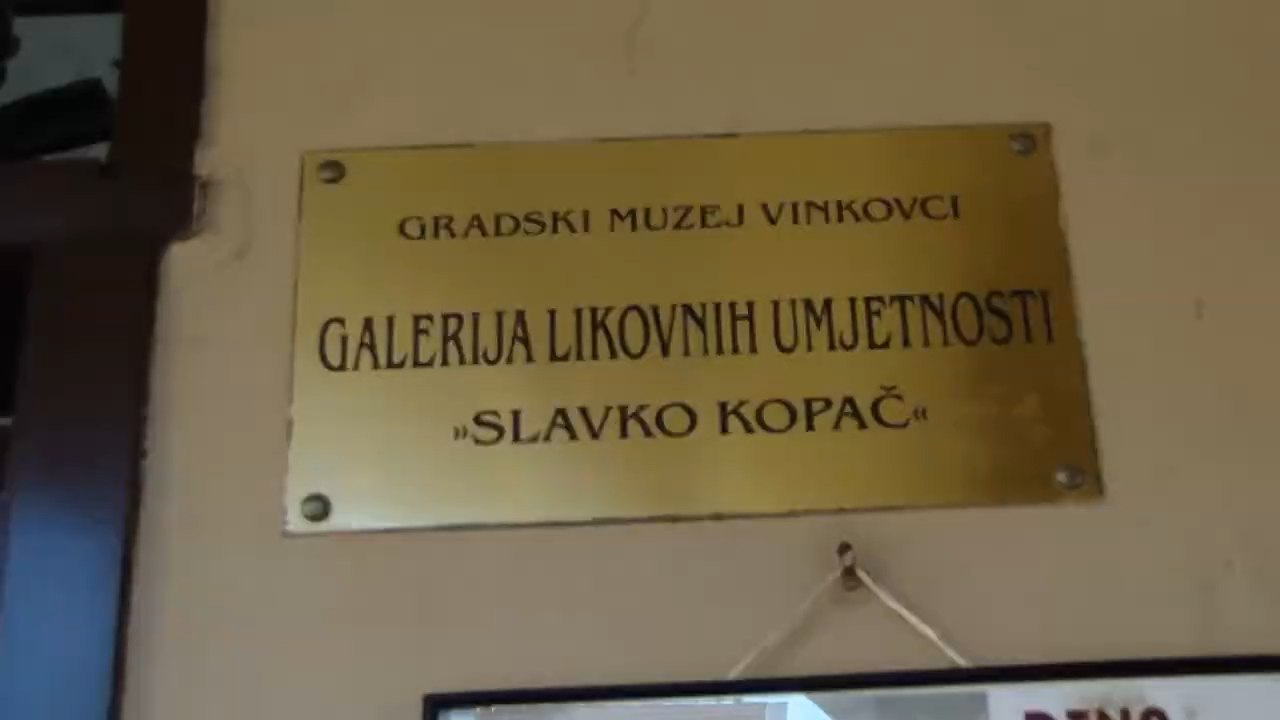 GRADSKI MUZEJ VINKOVCI
GALERIJA LIKOVNIH UMJETNOSTI
»SLAVKO KOPAČ«